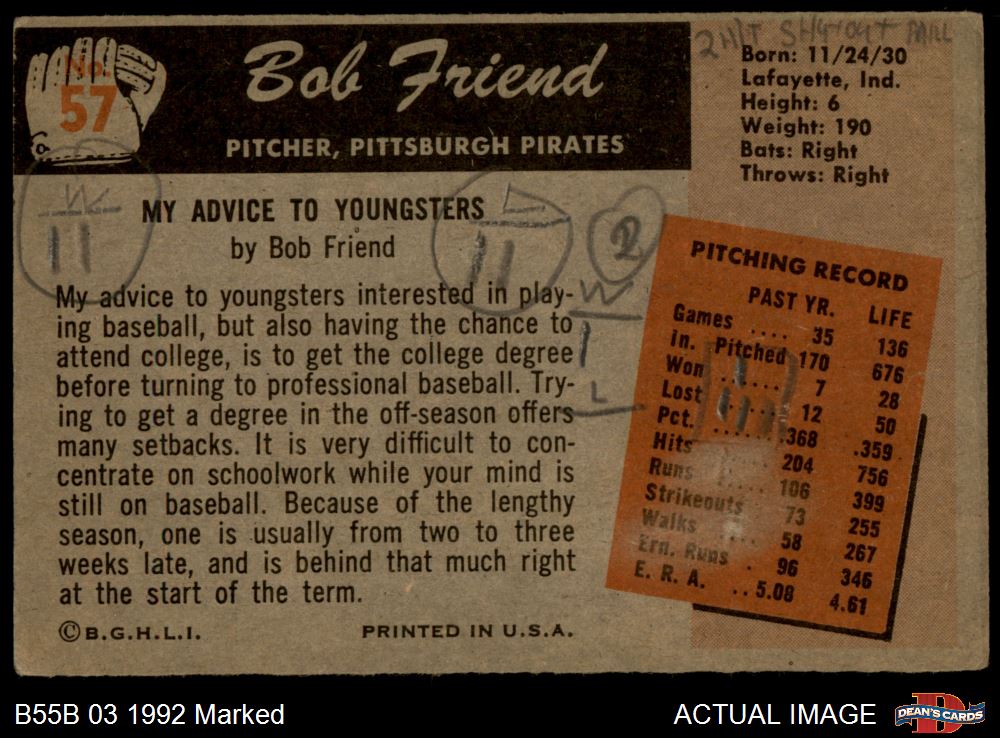 2 HIT SHUTOUT
No.
57
Bob Friend
PITCHER, PITTSBURGH PIRATES
Born: 11/24/30
Lafayette, Ind.
Height: 6
Weight: 190
Bats: Right
Throws: Right
W
11
11
2
W
1
L
MY ADVICE TO YOUNGSTERS
by Bob Friend
My advice to youngsters interested in play-
ing baseball, but also having the chance to
attend college, is to get the college degree
before turning to professional baseball. Try-
ing to get a degree in the off-season offers
many setbacks. It is very difficult to con-
centrate on schoolwork while your mind is
still on baseball. Because of the lengthy
season, one is usually from two to three
weeks late, and is behind that much right
at the start of the term.
©B.G.H.L.I. PRINTED IN U.S.A.
PITCHING RECORD
PAST YR. LIFE
Games .... 35 136
In. Pitched 170 676
Won ...... 7 28
Lost ..... 12 50
Pct. ...... .368 .359
Hits ..... 204 756
Runs .... 106 399
Strikeouts 73 255
Walks .... 58 267
Ern. Runs . 96 346
E. R. A. .. 5.08 4.61
B55B 03 1992 Marked
ACTUAL IMAGE
D
DEAN'S CARDS